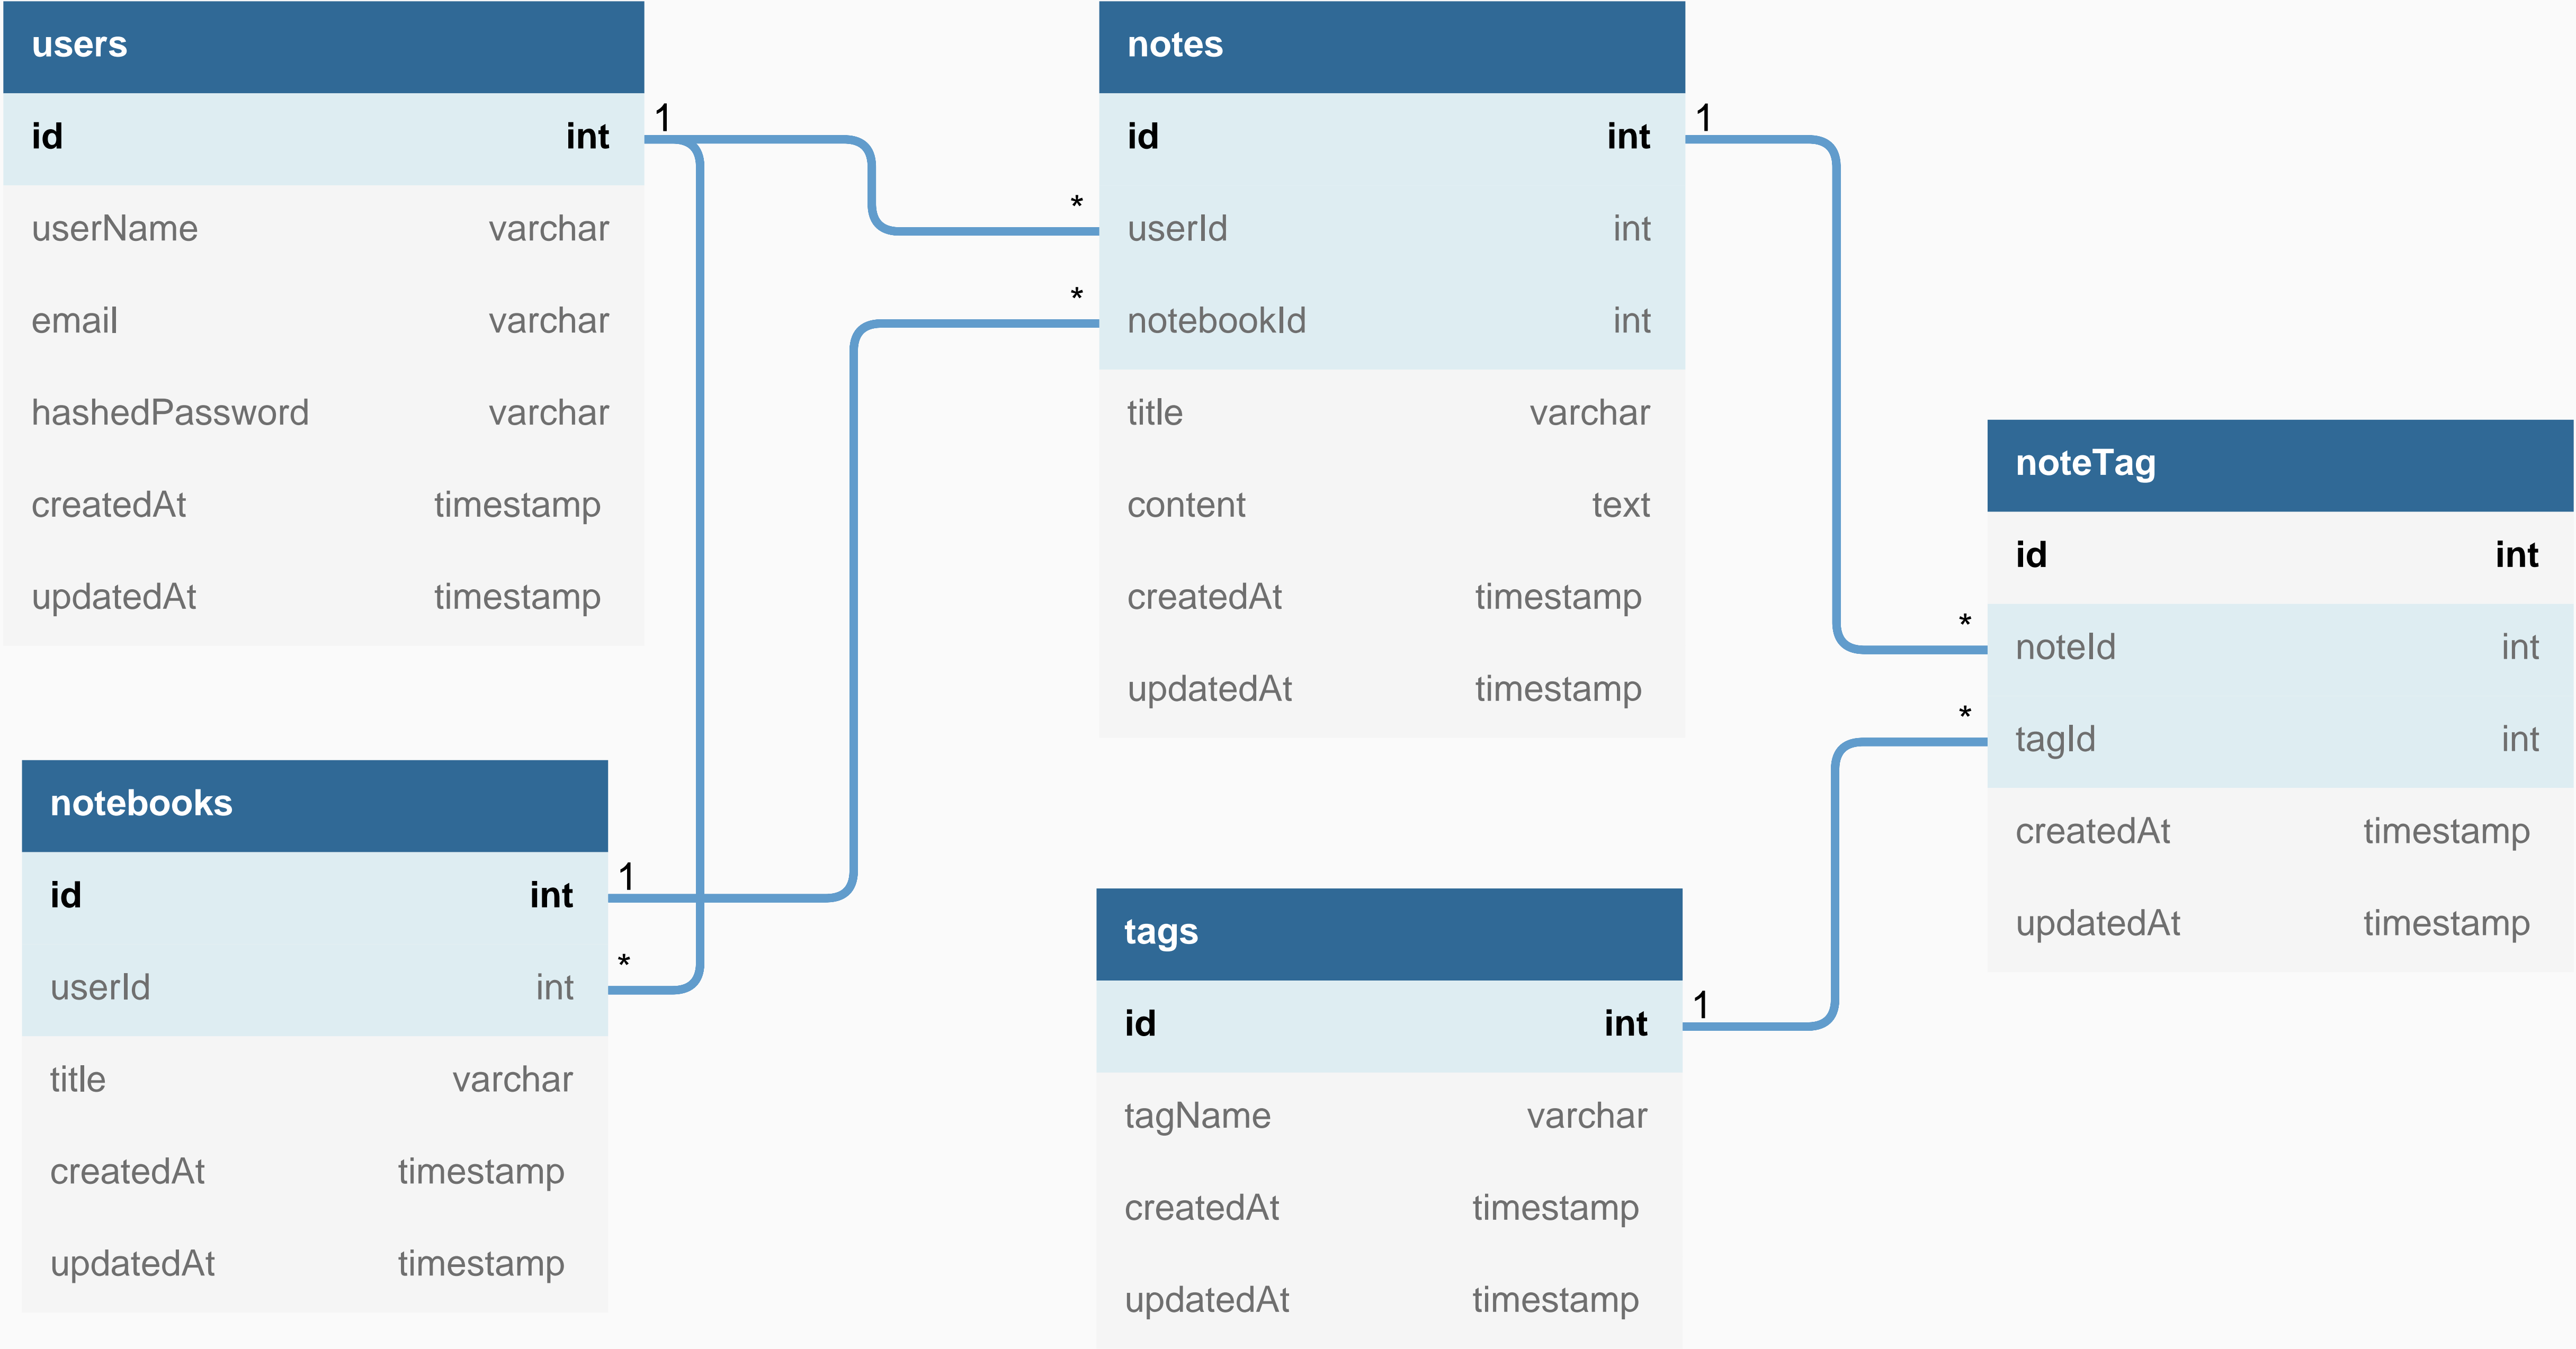 users
id int
userName varchar
email varchar
hashedPassword varchar
createdAt timestamp
updatedAt timestamp
1
notes
id int
userId int
notebookId int
title varchar
content text
createdAt timestamp
updatedAt timestamp
*
*
1
noteTag
id int
noteId int
tagId int
createdAt timestamp
updatedAt timestamp
*
*
notebooks
id int
userId int
title varchar
createdAt timestamp
updatedAt timestamp
1
*
tags
id int
tagName varchar
createdAt timestamp
updatedAt timestamp
1